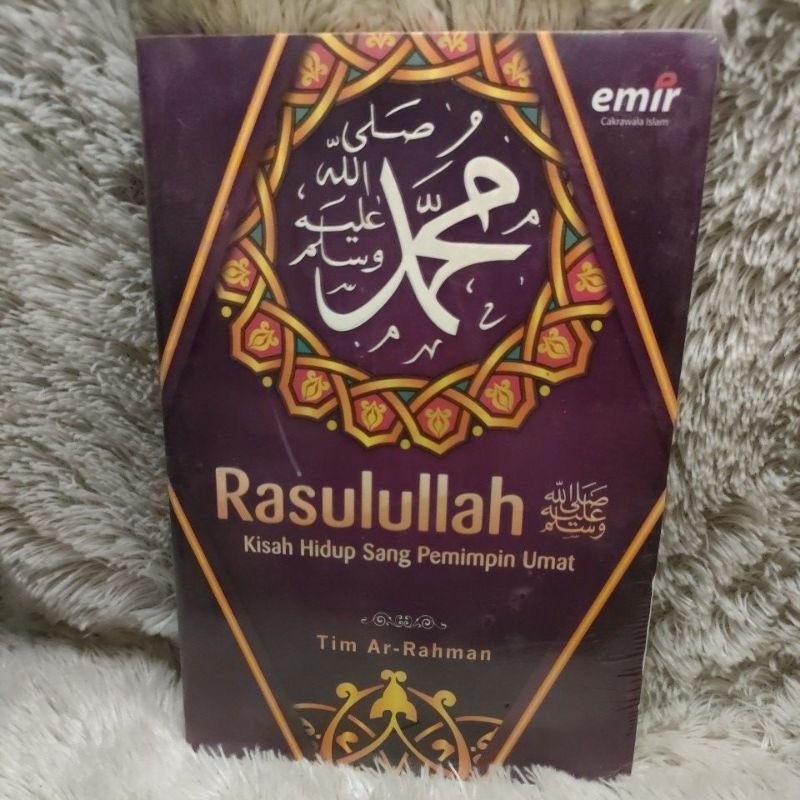 emir
Cakrawala Islam
محمد صلى الله عليه وسلم
Rasulullah صلى الله عليه وسلم
Kisah Hidup Sang Pemimpin Umat
Tim Ar-Rahman